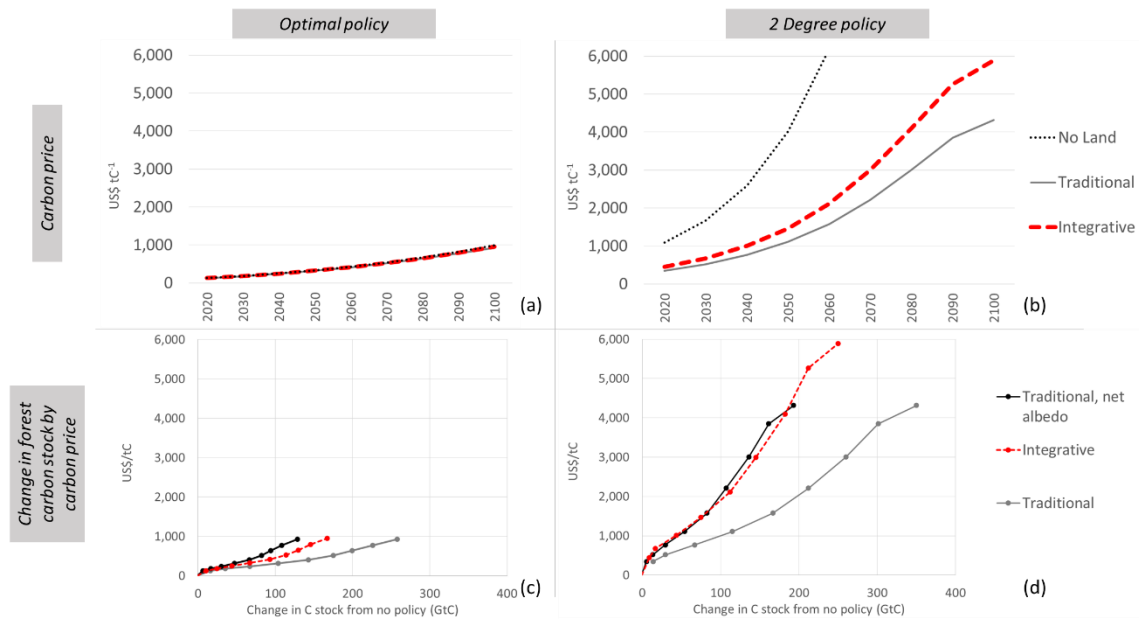 Optimal policy
2 Degree policy
Carbon price
6,000
5,000
4,000
3,000
2,000
1,000
0
US$ tC⁻¹
2020
2030
2040
2050
2060
2070
2080
2090
2100
(a)
6,000
5,000
4,000
3,000
2,000
1,000
0
US$ tC⁻¹
2020
2030
2040
2050
2060
2070
2080
2090
2100
(b)
No Land
Traditional
Integrative
Change in forest
carbon stock by
carbon price
6,000
5,000
4,000
3,000
2,000
1,000
0
US$/tC
0
100
200
300
400
Change in C stock from no policy (GtC)
(c)
6,000
5,000
4,000
3,000
2,000
1,000
0
US$/tC
0
100
200
300
400
Change in C stock from no policy (GtC)
(d)
Traditional, net
albedo
Integrative
Traditional